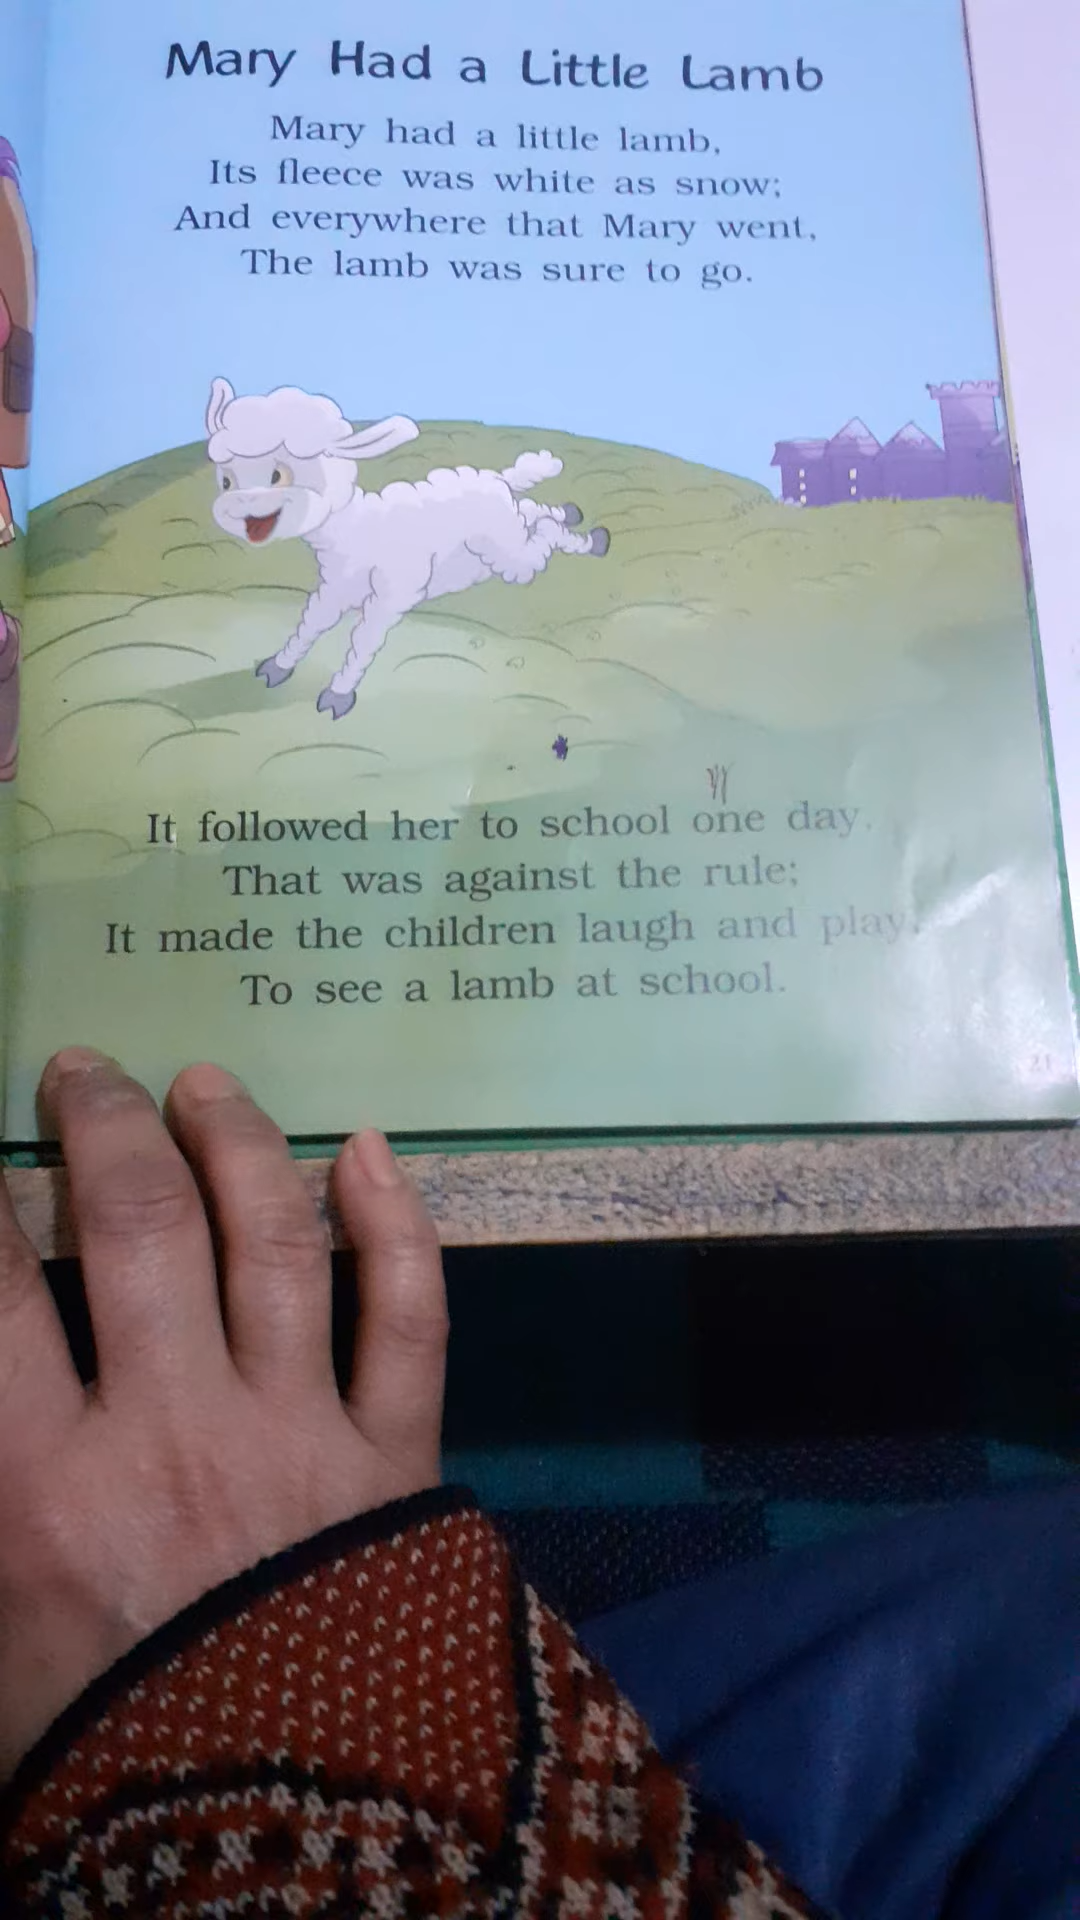 Mary Had a Little Lamb
Mary had a little lamb,
Its fleece was white as snow;
And everywhere that Mary went,
The lamb was sure to go.
It followed her to school one day.
That was against the rule;
It made the children laugh and play,
To see a lamb at school.
21